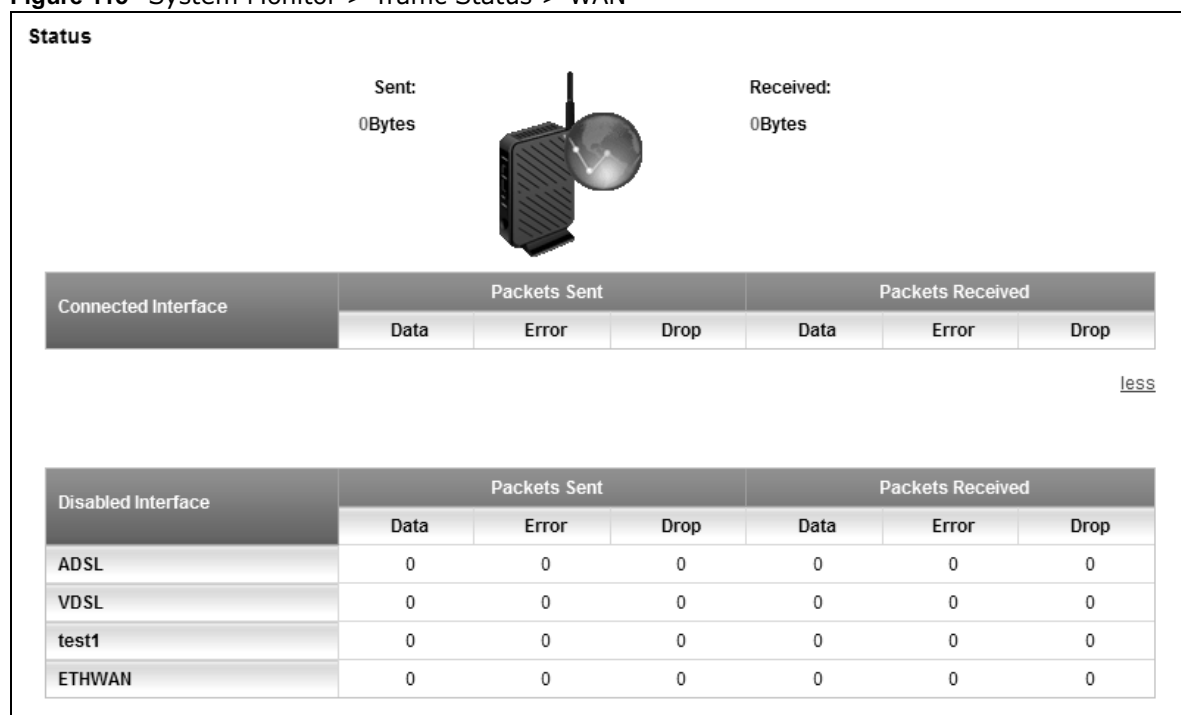 Status
Sent:
Received:
0Bytes
0Bytes
Connected Interface
Packets Sent
Packets Received
Data Error Drop Data Error Drop
less
Disabled Interface
Packets Sent
Packets Received
Data Error Drop Data Error Drop
ADSL 0 0 0 0 0 0
VDSL 0 0 0 0 0 0
test1 0 0 0 0 0 0
ETHWAN 0 0 0 0 0 0